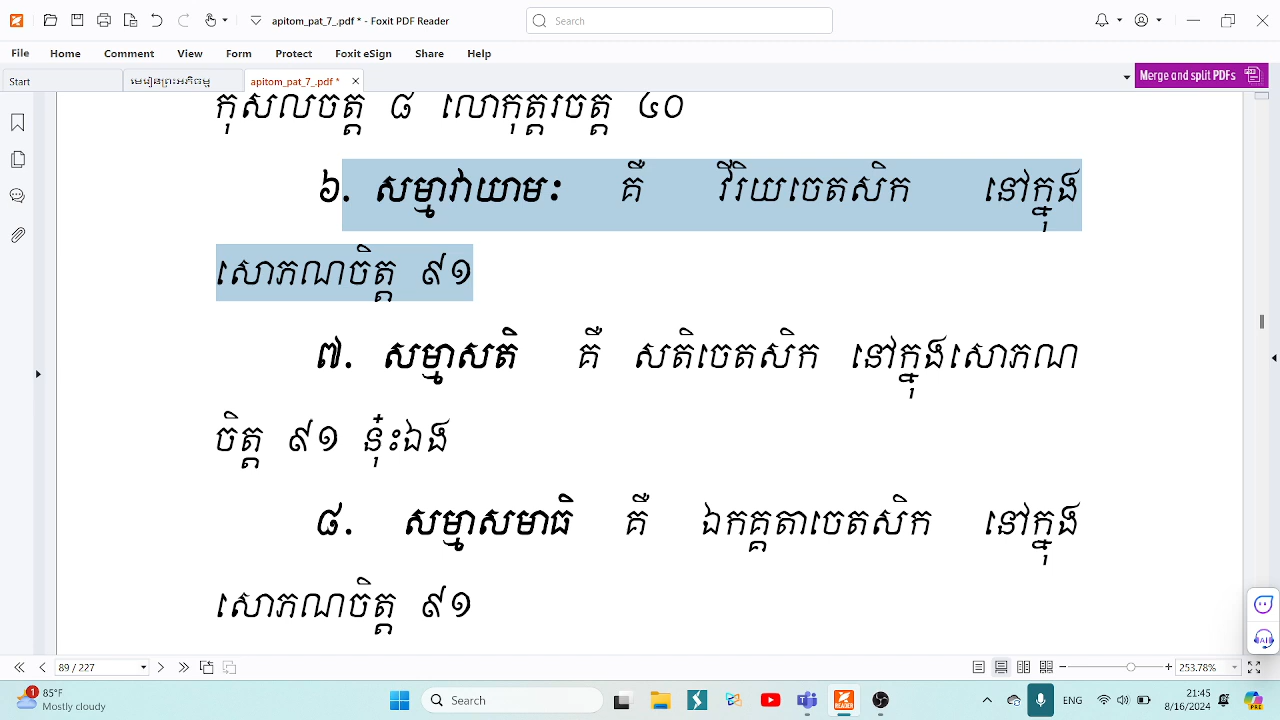 apitom_pat_7_.pdf * - Foxit PDF Reader
Search
File Home Comment View Form Protect Foxit eSign Share Help
Start
apitom_pat_7_.pdf *
Merge and split PDFs
កុសលចិត្ត ៨ លោកុត្តរចិត្ត ៤០
៦. សម្មាវាយាមៈ គឺ វីរិយចេតសិក នៅក្នុង
សោភណចិត្ត ៩១
៧. សម្មាសតិ គឺ សតិចេតសិក នៅក្នុងសោភណ
ចិត្ត ៩១ នុ៎ះឯង
៨. សម្មាសមាធិ គឺ ឯកគ្គតាចេតសិក នៅក្នុង
សោភណចិត្ត ៩១
89 / 227
253.78%
1
85°F
Mostly cloudy
Search
READER
ENG
21:45
8/16/2024
PRE
AI